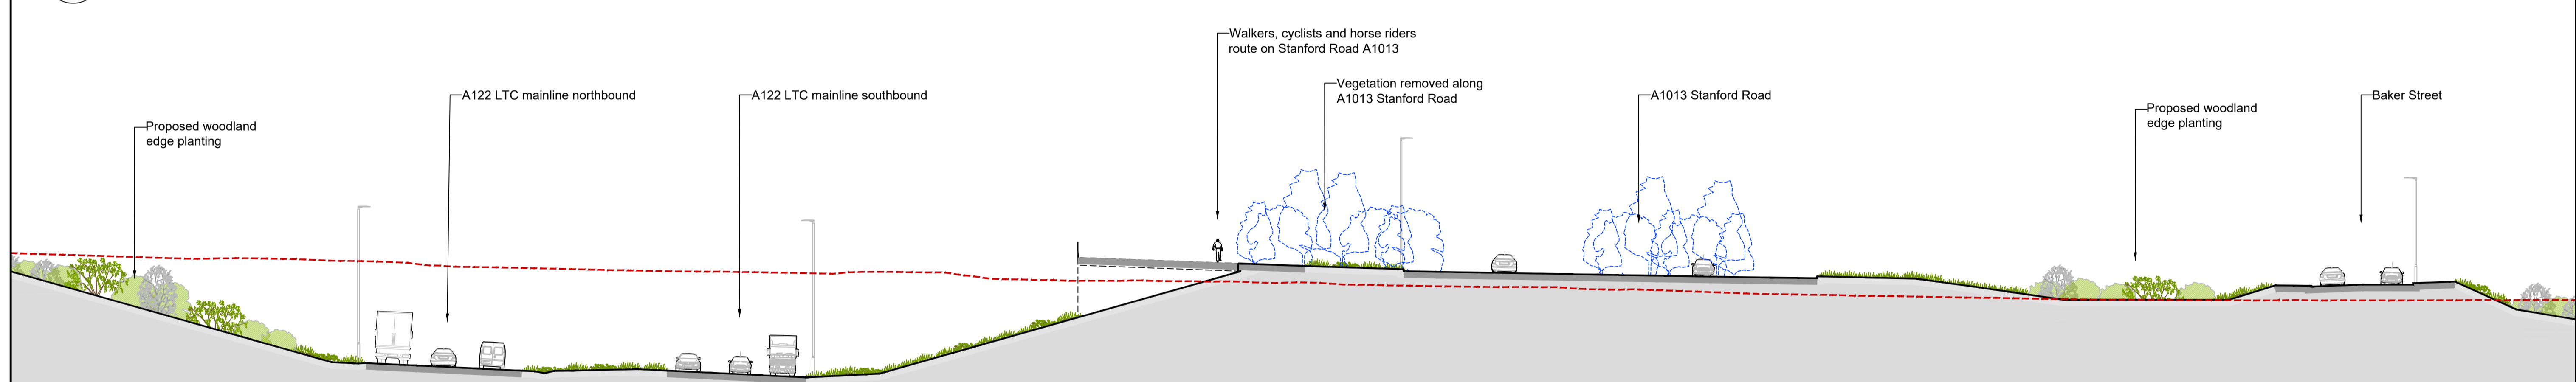 Walkers, cyclists and horse riders
route on Stanford Road A1013
Vegetation removed along
A1013 Stanford Road
A122 LTC mainline northbound
A122 LTC mainline southbound
A1013 Stanford Road
Baker Street
Proposed woodland
edge planting
Proposed woodland
edge planting